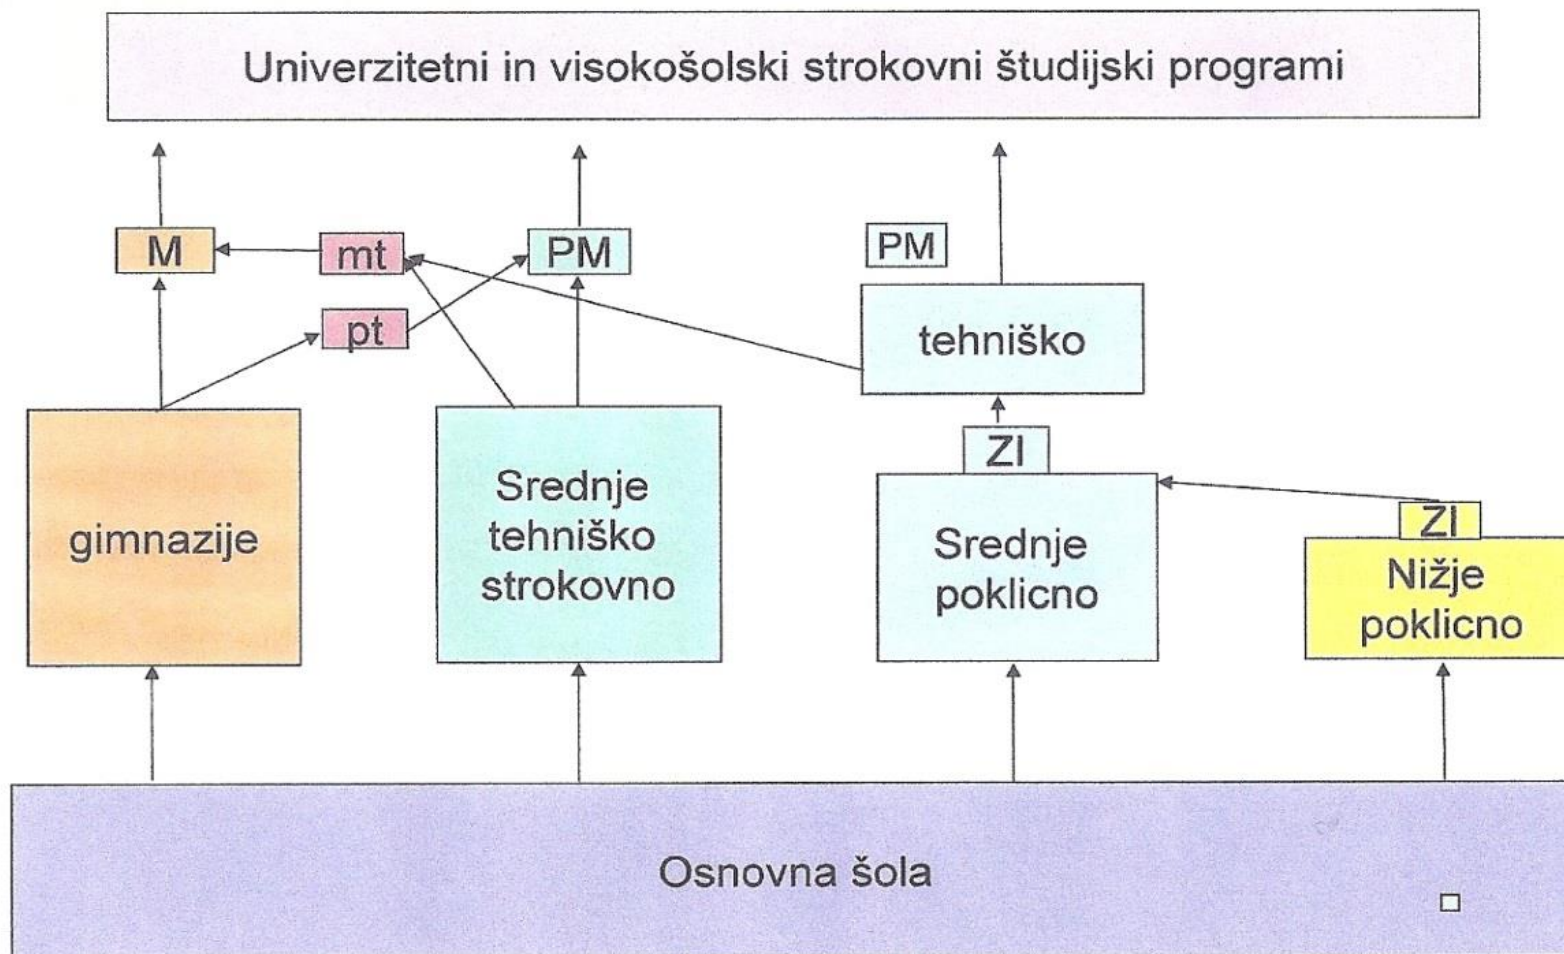 Univerzitetni in visokošolski strokovni študijski programi
M
mt
PM
PM
pt
tehniško
gimnazije
Srednje
tehniško
strokovno
ZI
Srednje
poklicno
ZI
Nižje
poklicno
Osnovna šola